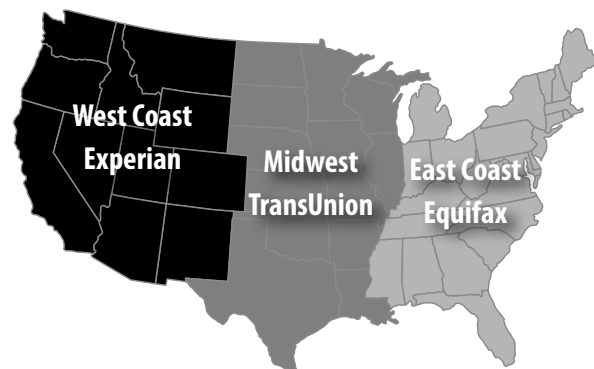 West Coast
Experian
Midwest
TransUnion
East Coast
Equifax